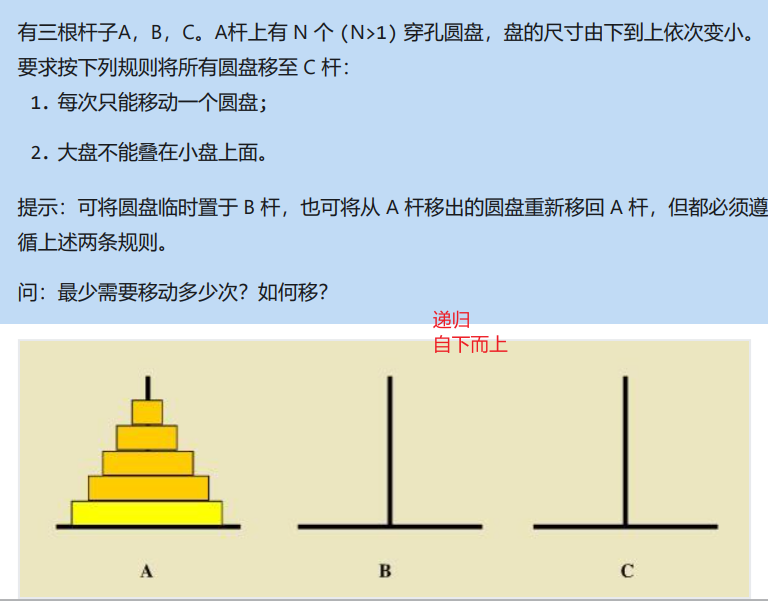 有三根杆子A，B，C。A杆上有 N 个 (N>1) 穿孔圆盘，盘的尺寸由下到上依次变小。
要求按下列规则将所有圆盘移至 C 杆：
1. 每次只能移动一个圆盘；
2. 大盘不能叠在小盘上面。
提示：可将圆盘临时置于 B 杆，也可将从 A 杆移出的圆盘重新移回 A 杆，但都必须遵
循上述两条规则。
问：最少需要移动多少次？如何移？
递归
自下而上
A
B
C